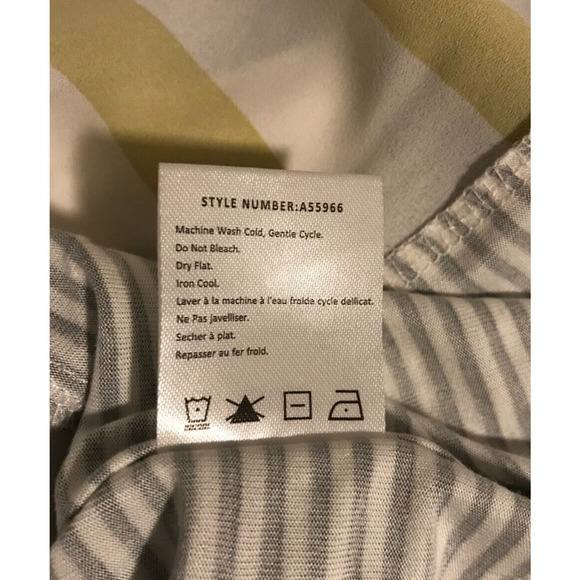 STYLE NUMBER:A55966
Machine Wash Cold, Gentle Cycle.
Do Not Bleach.
Dry Flat.
Iron Cool.
Laver à la machine à l'eau froide cycle dellicat.
Ne Pas javelliser.
Secher à plat.
Repasser au fer froid.